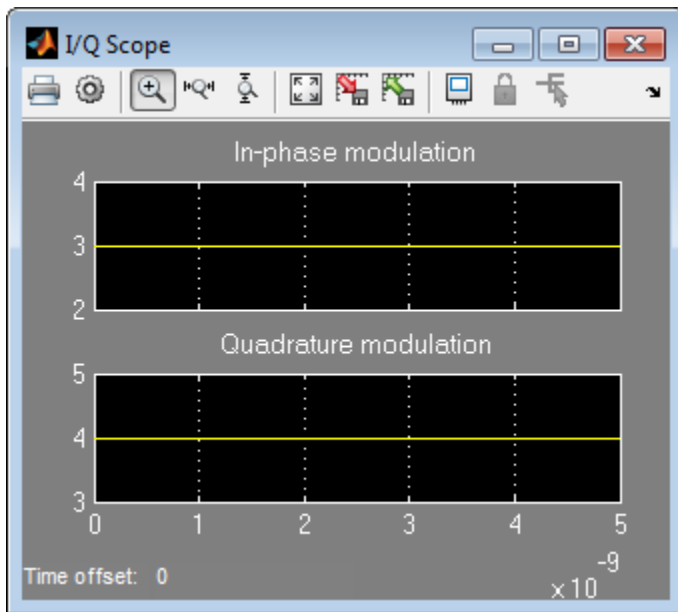 I/Q Scope
In-phase modulation
4
3
2
Quadrature modulation
5
4
3
0 1 2 3 4 5
x 10 -9
Time offset: 0